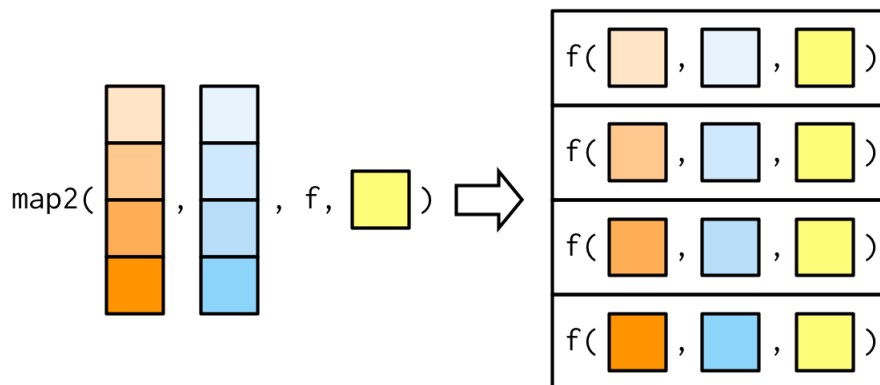 map2( , , f, )
f( , , )
f( , , )
f( , , )
f( , , )